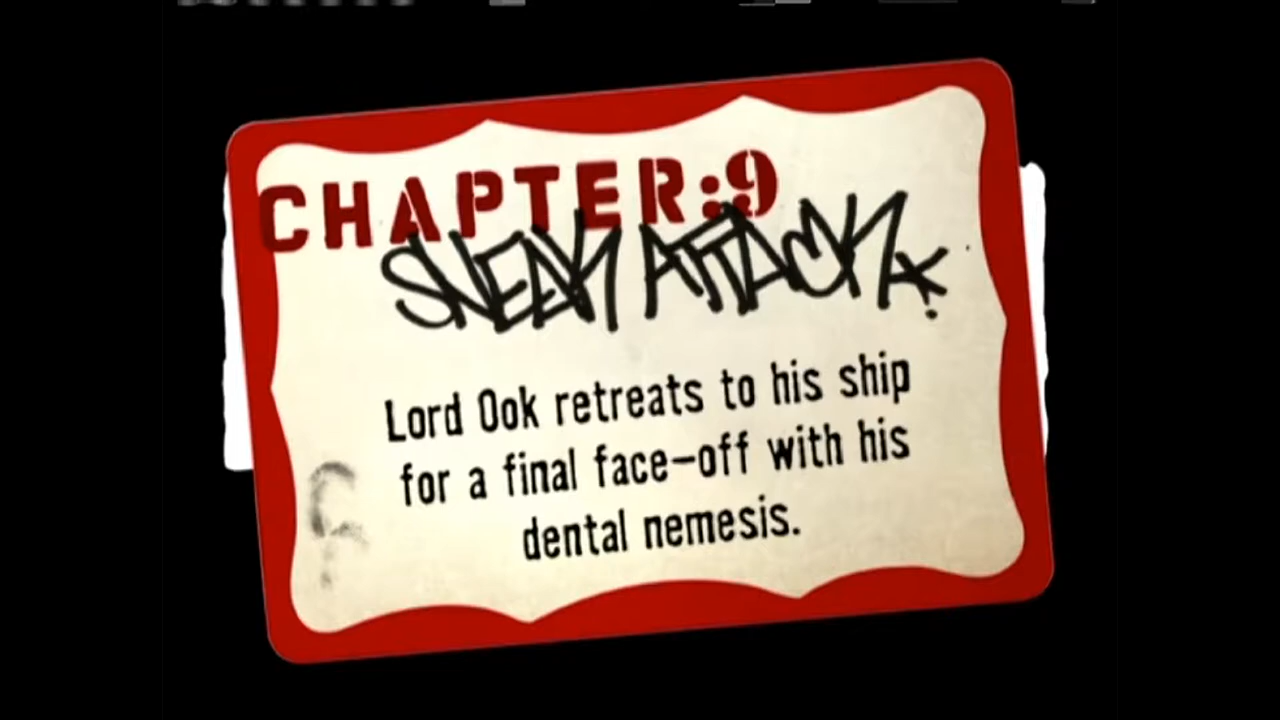 CHAPTER:9
SNEAK ATTACK
Lord Ook retreats to his ship
for a final face-off with his
dental nemesis.